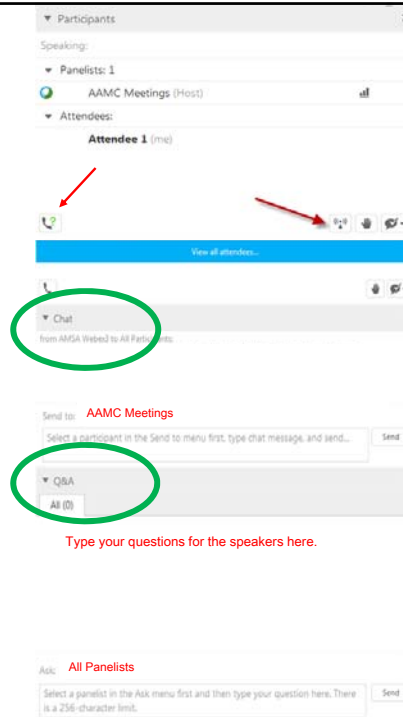 Participants
Speaking:
Panelists: 1
AAMC Meetings (Host)
Attendees:
Attendee 1 (me)
View all attendees...
Chat
from AMSA Webex3 to All Participants:
Send to: AAMC Meetings
Select a participant in the Send to menu first, type chat message, and send... Send
Q&A
All (0)
Type your questions for the speakers here.
Ask: All Panelists
Select a panelist in the Ask menu first and then type your question here. There Send
is a 256-character limit.